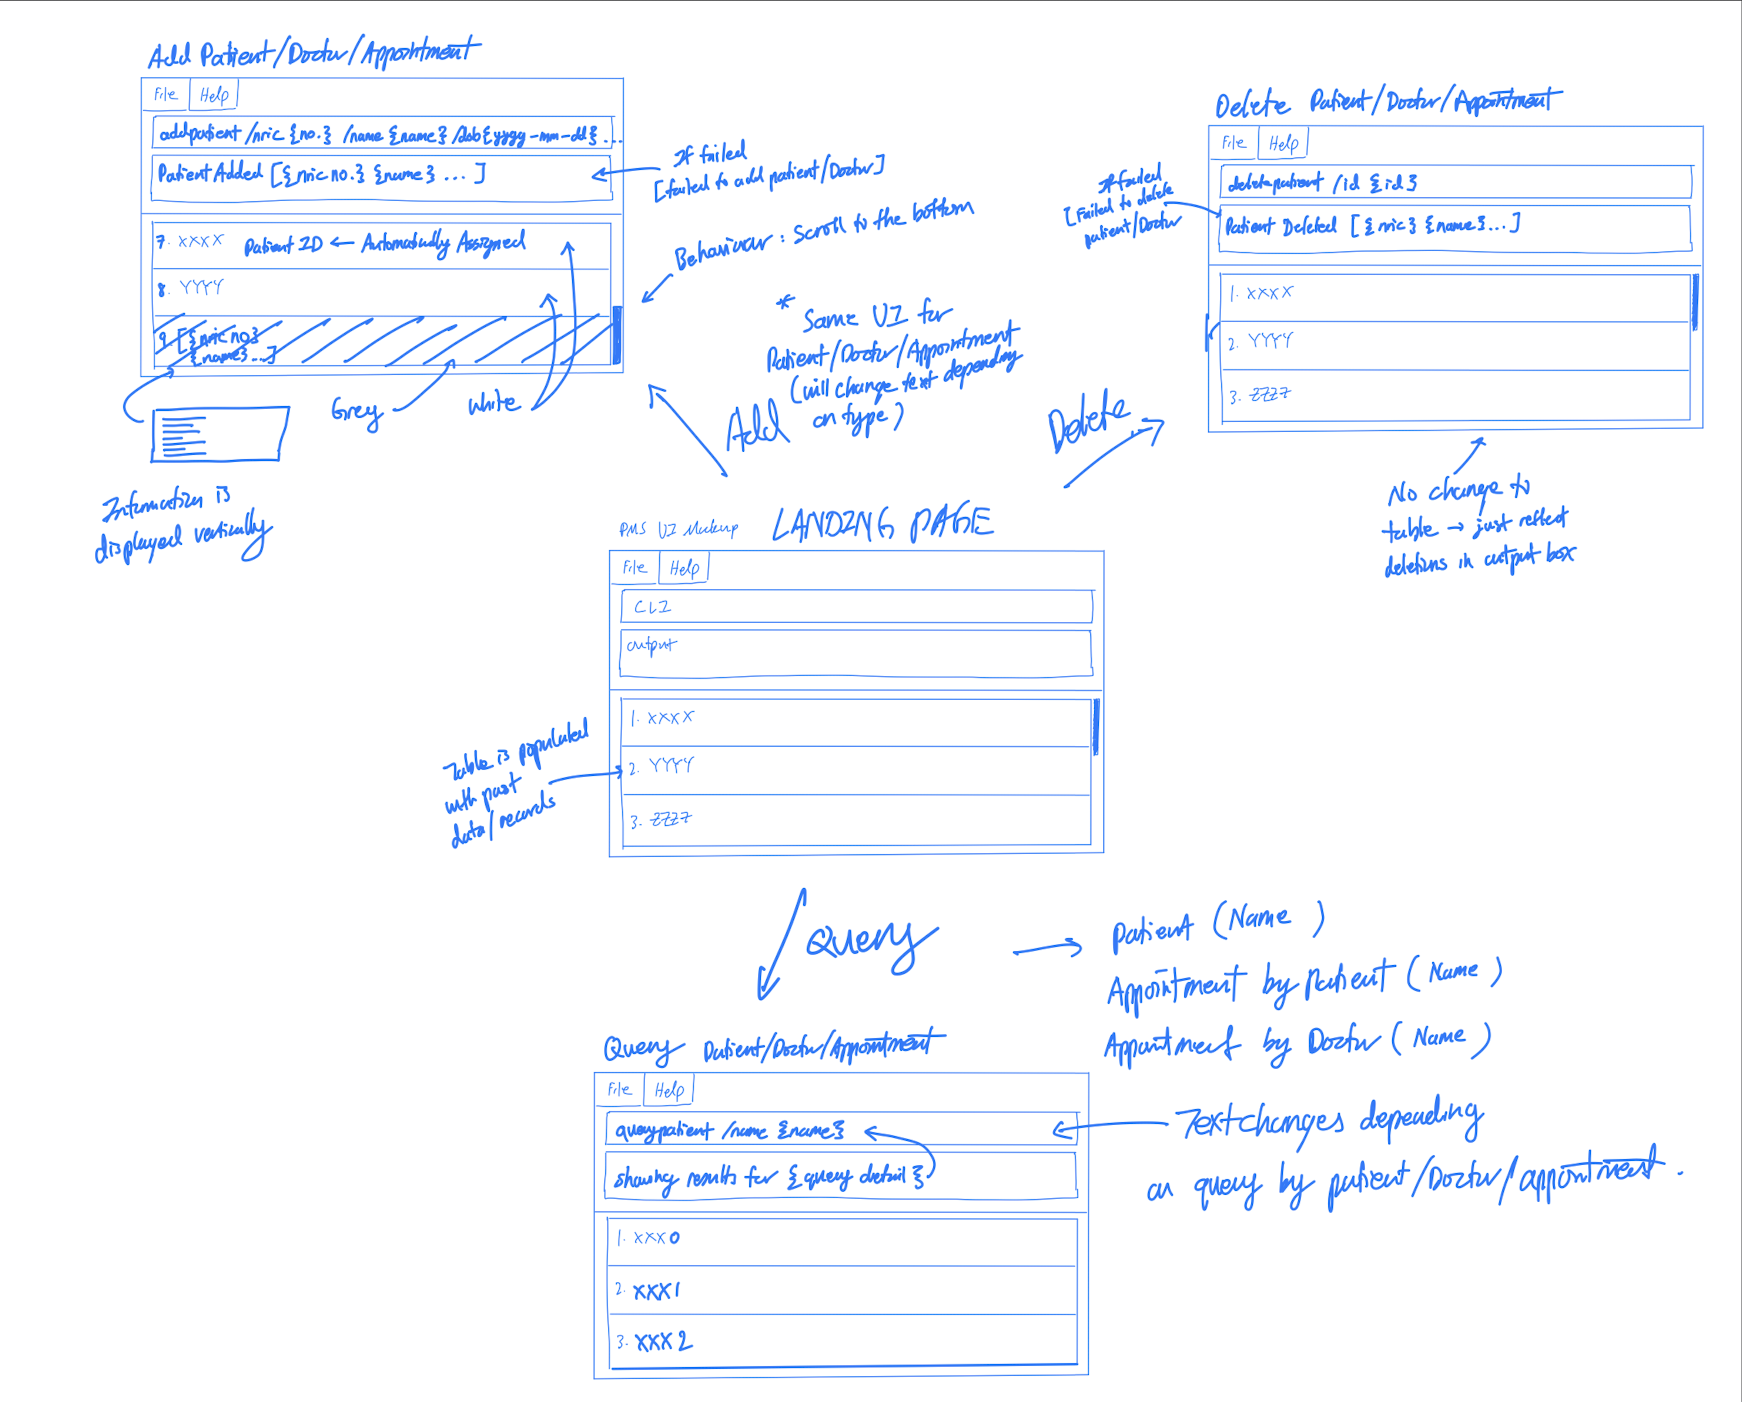 Add Patient/Doctor/Appointment
File Help
addpatient /nric {no.} /name {name} /dob{yyyy-mm-dd} ...
Patient Added [{nric no.} {name} ... ]
7. XXXX Patient ID ← Automatically Assigned
8. YYYY
9. [{nric no}
{name}...]
If failed
[failed to add patient/Doctor]
Behaviour : Scroll to the bottom
Grey
White
Information is
displayed vertically
* Same UI for
Patient/Doctor/Appointment
(will change text depending
on type)
Add
Delete
Delete Patient/Doctor/Appointment
File Help
deletepatient /id {id}
Patient Deleted [{nric} {name}...]
1. XXXX
2. YYYY
3. ZZZZ
If failed
[Failed to delete
patient/Doctor
No change to
table → just reflect
deletions in output box
PMS UI Mockup LANDING PAGE
File Help
CLI
output
1. XXXX
2. YYYY
3. ZZZZ
Table is populated
with past
data/records
Query
Patient (Name )
Appointment by Patient (Name )
Appointment by Doctor (Name )
Query Patient/Doctor/Appointment
File Help
querypatient /name {name}
showing results for {query detail}
1. XXX0
2. XXX1
3. XXX2
Text changes depending
on query by patient/Doctor/appointment.